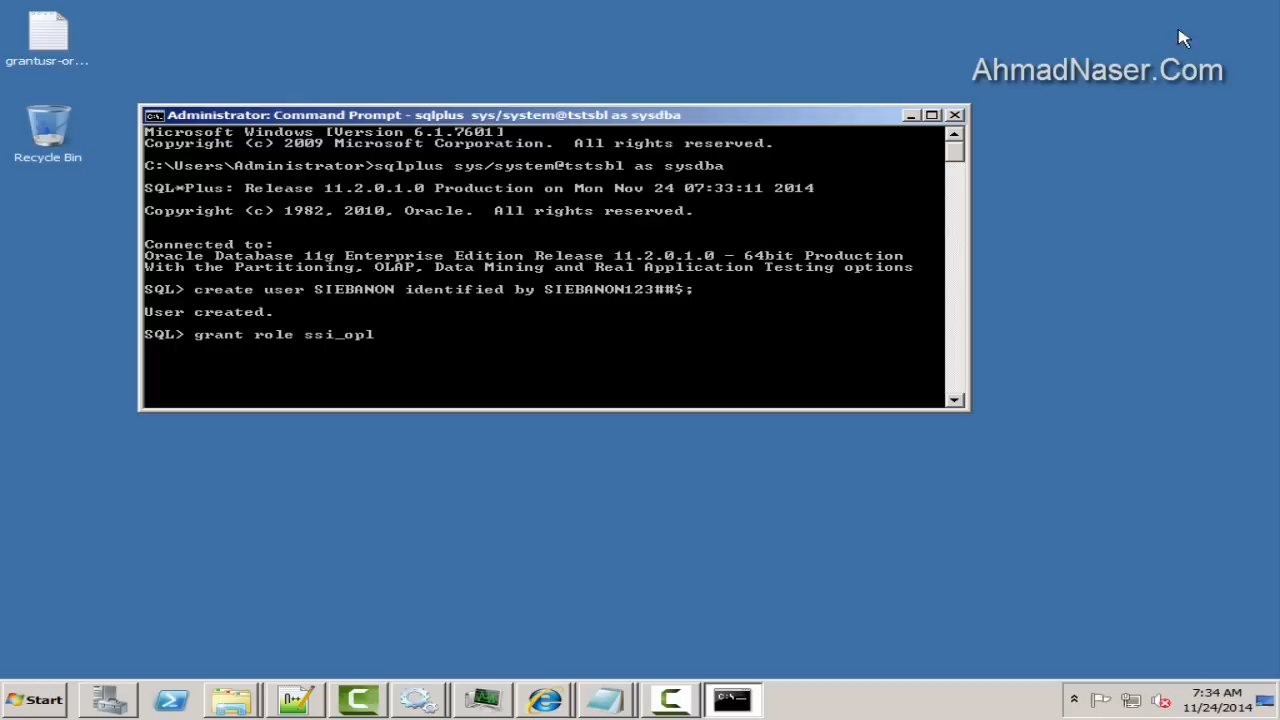 grantusr-or...
AhmadNaser.Com
Recycle Bin
Administrator: Command Prompt - sqlplus  sys/system@tstsbl as sysdba
Microsoft Windows [Version 6.1.7601]
Copyright (c) 2009 Microsoft Corporation.  All rights reserved.
C:\Users\Administrator>sqlplus sys/system@tstsbl as sysdba
SQL*Plus: Release 11.2.0.1.0 Production on Mon Nov 24 07:33:11 2014
Copyright (c) 1982, 2010, Oracle.  All rights reserved.
Connected to:
Oracle Database 11g Enterprise Edition Release 11.2.0.1.0 - 64bit Production
With the Partitioning, OLAP, Data Mining and Real Application Testing options
SQL> create user SIEBANON identified by SIEBANON123##$;
User created.
SQL> grant role ssi_opl
Start
7:34 AM
11/24/2014